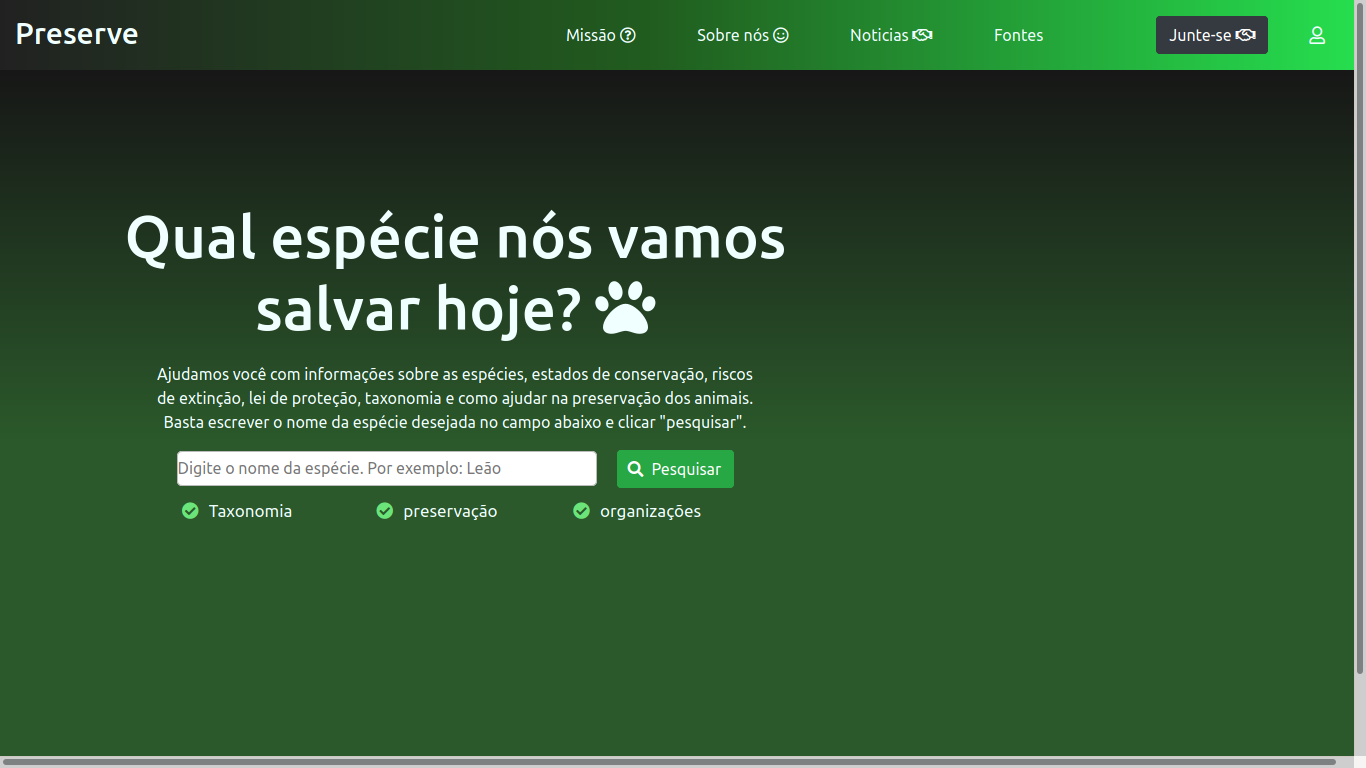 Preserve
Missão
Sobre nós
Noticias
Fontes
Junte-se
Qual espécie nós vamos
salvar hoje?
Ajudamos você com informações sobre as espécies, estados de conservação, riscos
de extinção, lei de proteção, taxonomia e como ajudar na preservação dos animais.
Basta escrever o nome da espécie desejada no campo abaixo e clicar "pesquisar".
Digite o nome da espécie. Por exemplo: Leão
Pesquisar
Taxonomia
preservação
organizações